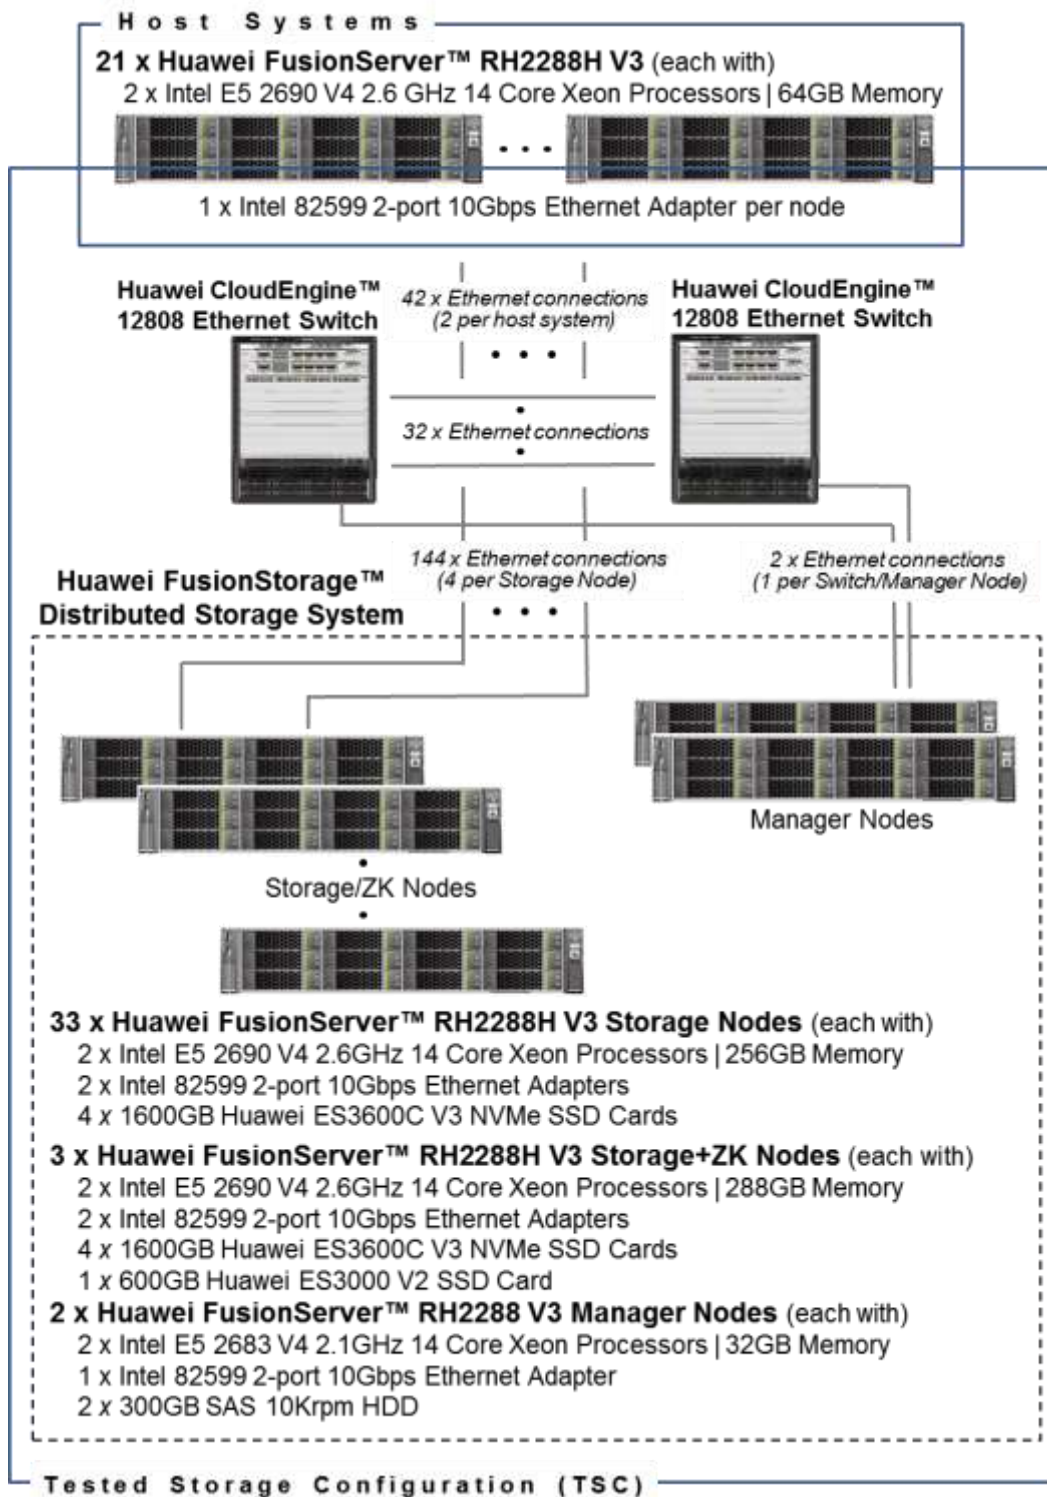 Host Systems
21 x Huawei FusionServer™ RH2288H V3 (each with)
2 x Intel E5 2690 V4 2.6 GHz 14 Core Xeon Processors | 64GB Memory
1 x Intel 82599 2-port 10Gbps Ethernet Adapter per node
Huawei CloudEngine™
12808 Ethernet Switch
42 x Ethernet connections
(2 per host system)
Huawei CloudEngine™
12808 Ethernet Switch
32 x Ethernet connections
144 x Ethernet connections
(4 per Storage Node)
2 x Ethernet connections
(1 per Switch/Manager Node)
Huawei FusionStorage™
Distributed Storage System
Manager Nodes
Storage/ZK Nodes
33 x Huawei FusionServer™ RH2288H V3 Storage Nodes (each with)
2 x Intel E5 2690 V4 2.6GHz 14 Core Xeon Processors | 256GB Memory
2 x Intel 82599 2-port 10Gbps Ethernet Adapters
4 x 1600GB Huawei ES3600C V3 NVMe SSD Cards
3 x Huawei FusionServer™ RH2288H V3 Storage+ZK Nodes (each with)
2 x Intel E5 2690 V4 2.6GHz 14 Core Xeon Processors | 288GB Memory
2 x Intel 82599 2-port 10Gbps Ethernet Adapters
4 x 1600GB Huawei ES3600C V3 NVMe SSD Cards
1 x 600GB Huawei ES3000 V2 SSD Card
2 x Huawei FusionServer™ RH2288 V3 Manager Nodes (each with)
2 x Intel E5 2683 V4 2.1GHz 14 Core Xeon Processors | 32GB Memory
1 x Intel 82599 2-port 10Gbps Ethernet Adapter
2 x 300GB SAS 10Krpm HDD
Tested Storage Configuration (TSC)